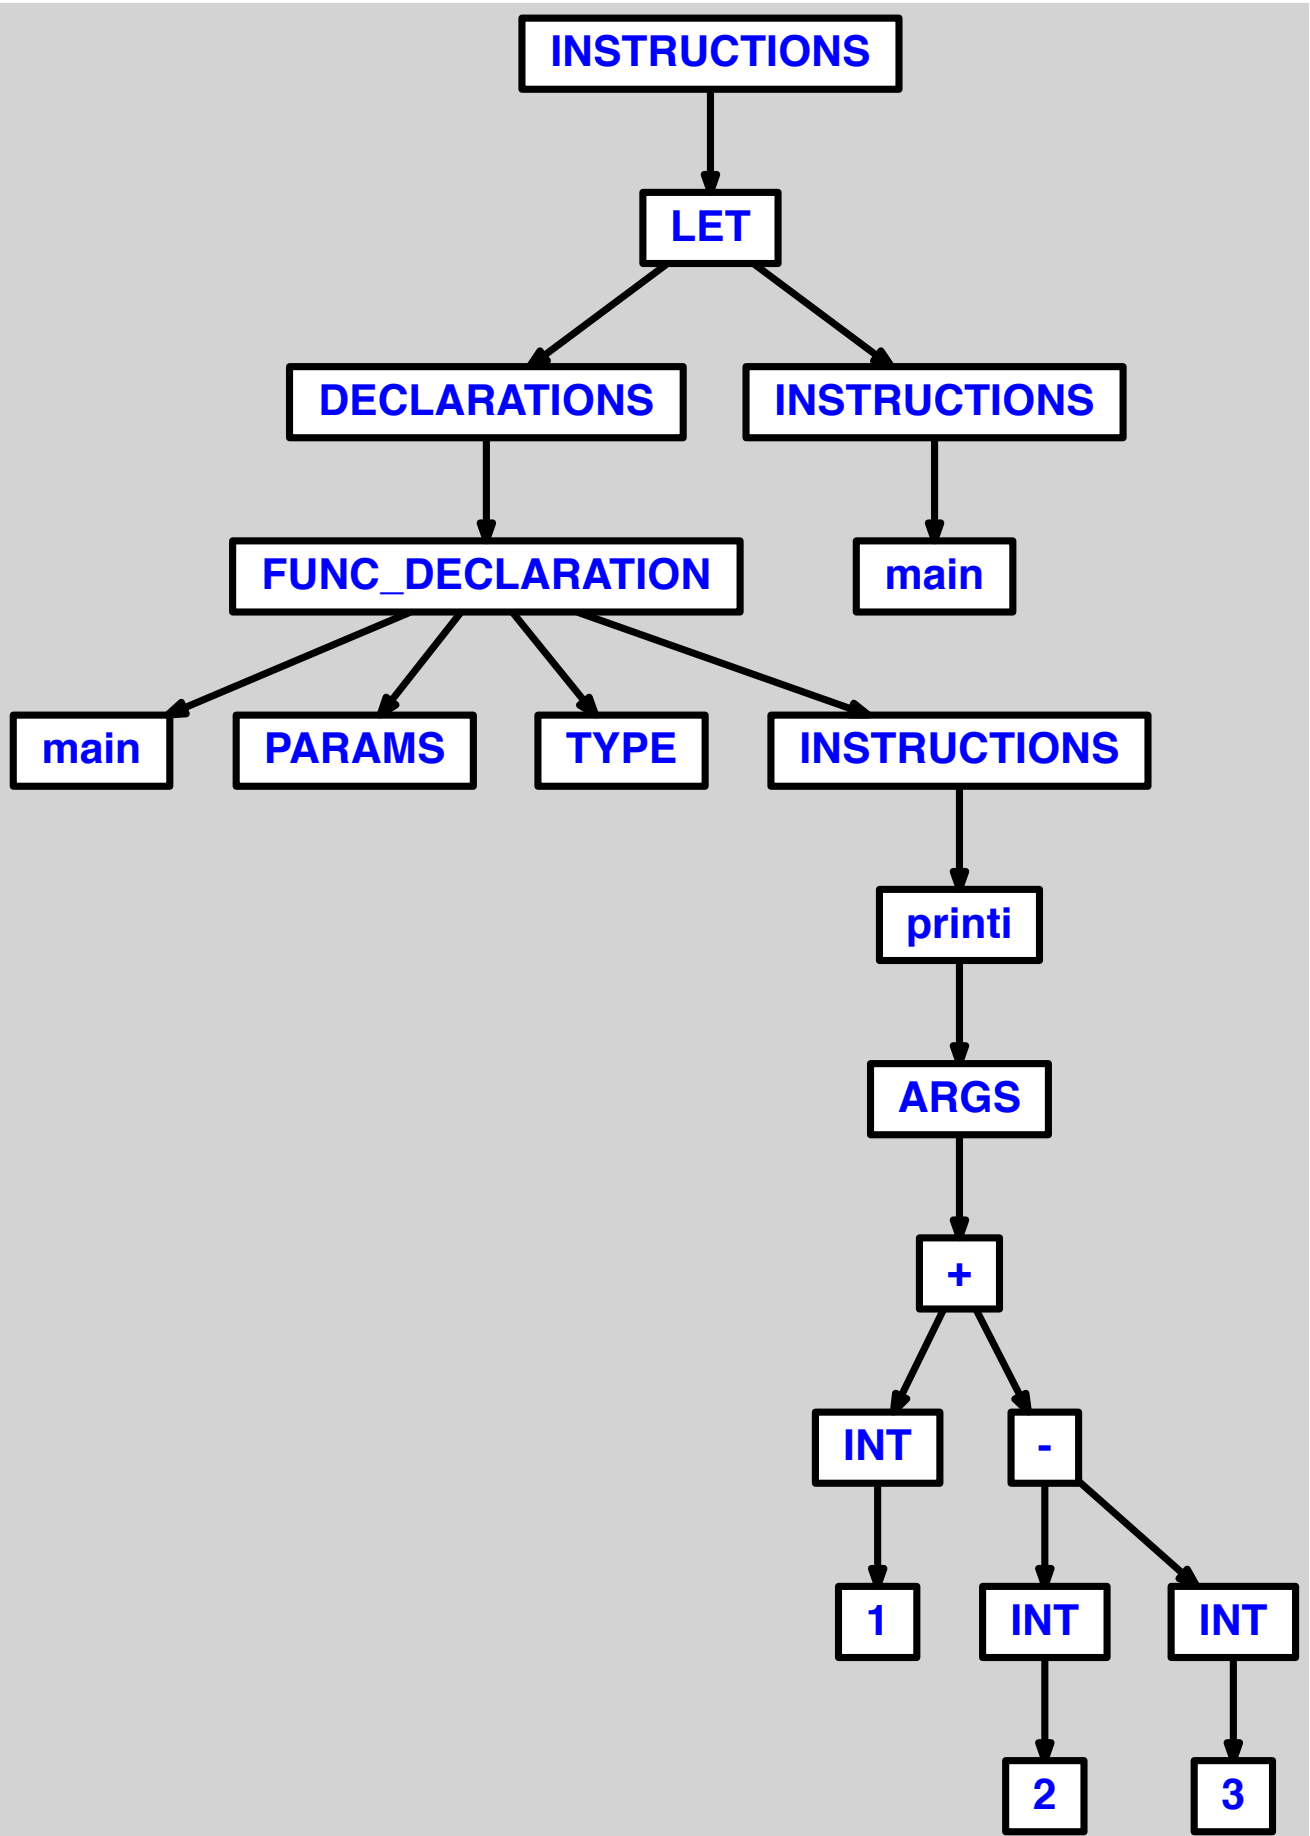 INSTRUCTIONS
LET
DECLARATIONS
INSTRUCTIONS
FUNC_DECLARATION
main
main
PARAMS
TYPE
INSTRUCTIONS
printi
ARGS
+
INT
-
1
INT
INT
2
3